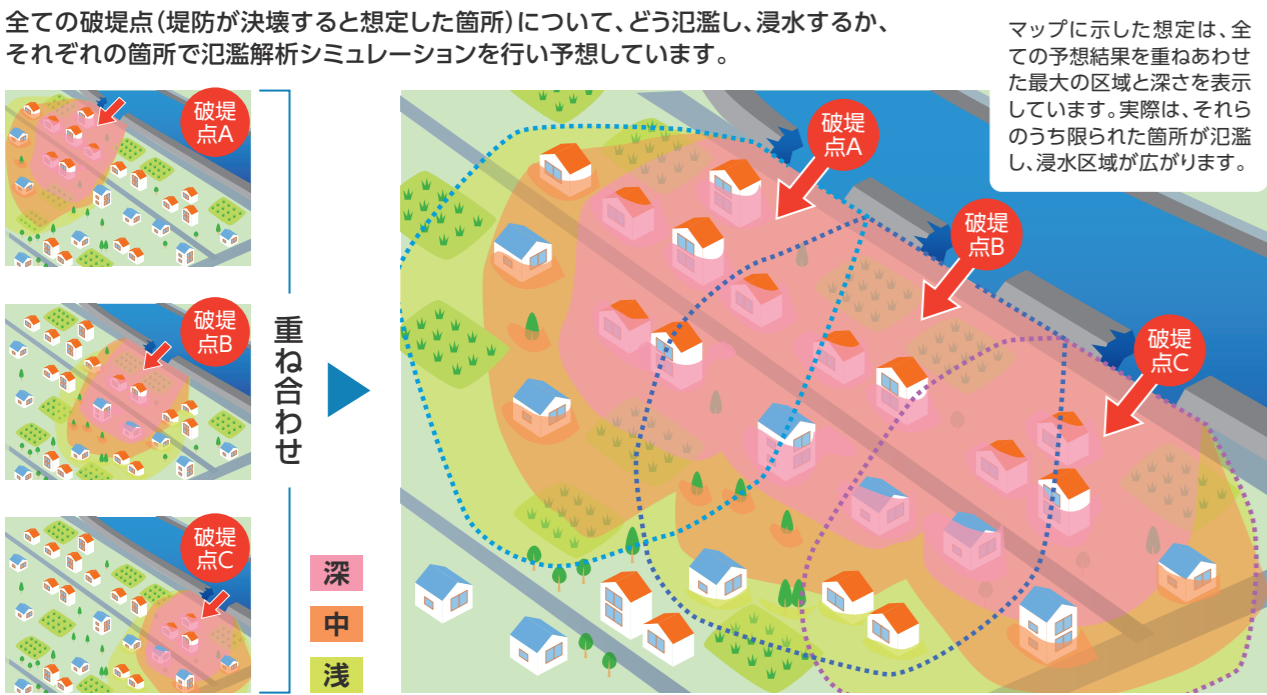 全ての破堤点（堤防が決壊すると想定した箇所）について、どう氾濫し、浸水するか、
それぞれの箇所で氾濫解析シミュレーションを行い予想しています。
マップに示した想定は、全
ての予想結果を重ねあわせ
た最大の区域と深さを表示
しています。実際は、それら
のうち限られた箇所が氾濫
し、浸水区域が広がります。
破堤
点A
破堤
点B
破堤
点C
重ね合わせ
深
中
浅
破堤
点A
破堤
点B
破堤
点C